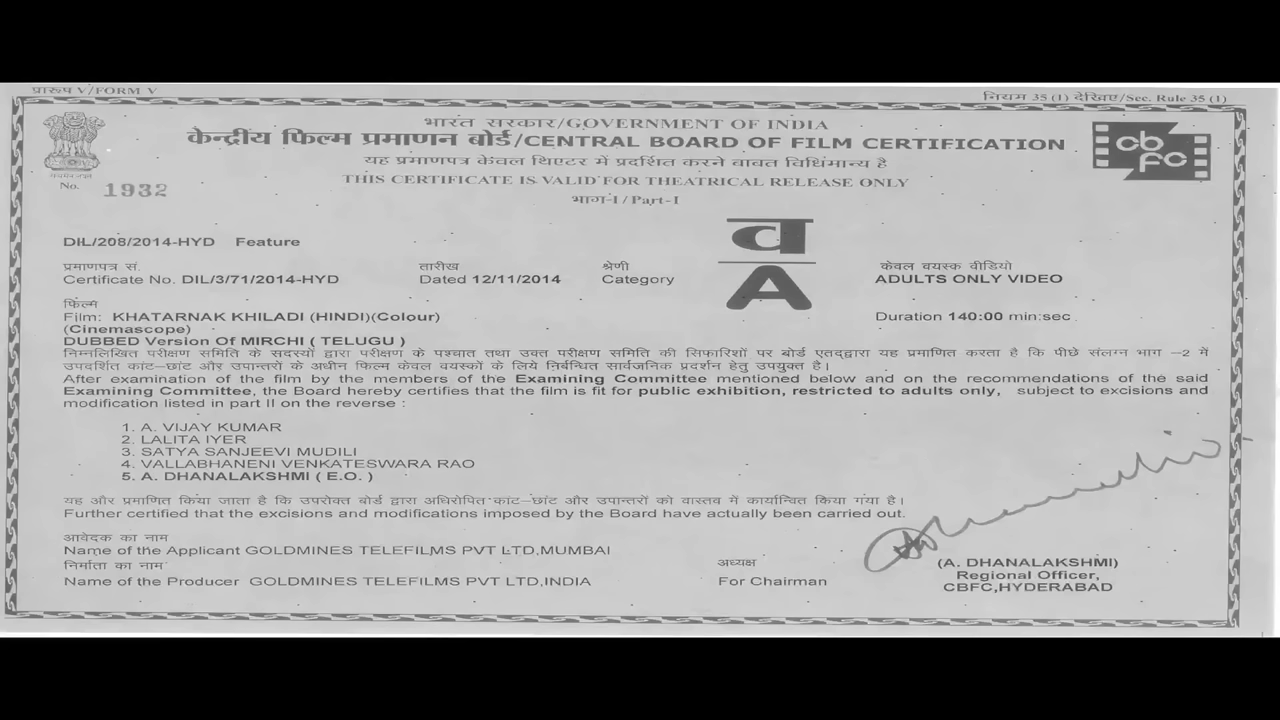 प्रारूप V/FORM V
नियम 35 (1) देखिए/Sec. Rule 35 (1)
भारत सरकार/GOVERNMENT OF INDIA
केन्द्रीय फिल्म प्रमाणन बोर्ड/CENTRAL BOARD OF FILM CERTIFICATION
cb
fc
यह प्रमाणपत्र केवल थिएटर में प्रदर्शित करने बावत विधिमान्य है
THIS CERTIFICATE IS VALID FOR THEATRICAL RELEASE ONLY
No. 1932
भाग-I / Part-I
व
A
DIL/208/2014-HYD Feature
प्रमाणपत्र सं. तारीख श्रेणी केवल वयस्क वीडियो
Certificate No. DIL/3/71/2014-HYD Dated 12/11/2014 Category ADULTS ONLY VIDEO
फिल्म
Film: KHATARNAK KHILADI (HINDI)(Colour) Duration 140:00 min:sec
(Cinemascope)
DUBBED Version Of MIRCHI ( TELUGU )
निम्नलिखित परीक्षण समिति के सदस्यों द्वारा परीक्षण के पश्चात तथा उक्त परीक्षण समिति की सिफारिशों पर बोर्ड एतद्द्वारा यह प्रमाणित करता है कि पीछे संलग्न भाग –2 में
उपदर्शित कांट–छांट और उपान्तरों के अधीन फिल्म केवल वयस्कों के लिये निर्बन्धित सार्वजनिक प्रदर्शन हेतु उपयुक्त है।
After examination of the film by the members of the Examining Committee mentioned below and on the recommendations of the said
Examining Committee, the Board hereby certifies that the film is fit for public exhibition, restricted to adults only, subject to excisions and
modification listed in part II on the reverse :
1. A. VIJAY KUMAR
2. LALITA IYER
3. SATYA SANJEEVI MUDILI
4. VALLABHANENI VENKATESWARA RAO
5. A. DHANALAKSHMI ( E.O. )
यह और प्रमाणित किया जाता है कि उपरोक्त बोर्ड द्वारा अधिरोपित कांट–छांट और उपान्तरों को वास्तव में कार्यान्वित किया गया है।
Further certified that the excisions and modifications imposed by the Board have actually been carried out.
आवेदक का नाम
Name of the Applicant GOLDMINES TELEFILMS PVT LTD,MUMBAI
निर्माता का नाम
Name of the Producer GOLDMINES TELEFILMS PVT LTD,INDIA
अध्यक्ष
For Chairman
(A. DHANALAKSHMI)
Regional Officer,
CBFC,HYDERABAD